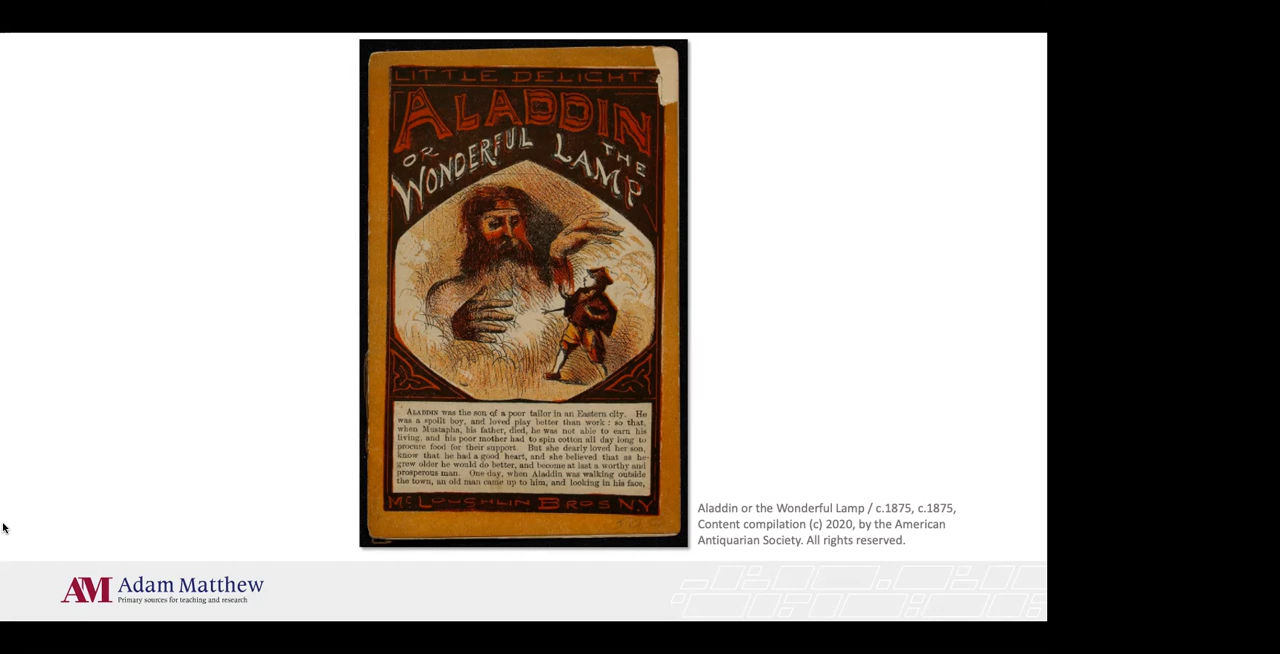 LITTLE DELIGHTS
ALADDIN
OR THE
WONDERFUL LAMP
ALADDIN was the son of a poor tailor in an Eastern city. He
was a spoilt boy, and loved play better than work : so that,
when Mustapha, his father, died, he was not able to earn his
living, and his poor mother had to spin cotton all day long to
procure food for their support. But she dearly loved her son,
know that he had a good heart, and she believed that as he
grew older he would do better, and become at last a worthy and
prosperous man. One day, when Aladdin was walking outside
the town, an old man came up to him, and looking in his face,
McLOUGHLIN BROS N.Y
Aladdin or the Wonderful Lamp / c.1875, c.1875,
Content compilation (c) 2020, by the American
Antiquarian Society. All rights reserved.
AM Adam Matthew
Primary sources for teaching and research